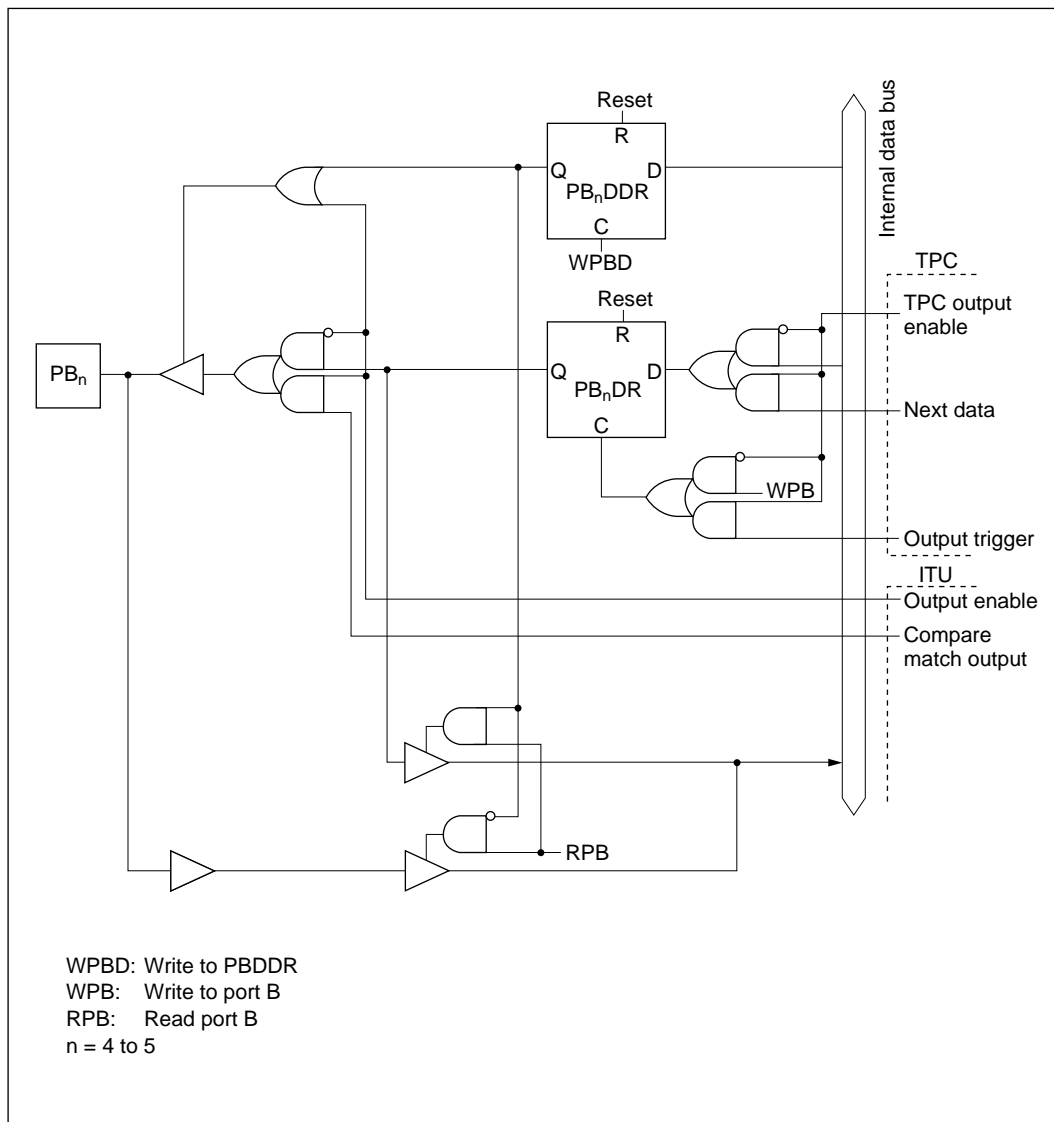 Reset
R
Q
D
PBnDDR
C
WPBD
Internal data bus
TPC
TPC output
enable
Reset
R
Q
D
PBnDR
C
PBn
Next data
WPB
Output trigger
ITU
Output enable
Compare
match output
RPB
WPBD: Write to PBDDR
WPB: Write to port B
RPB: Read port B
n = 4 to 5